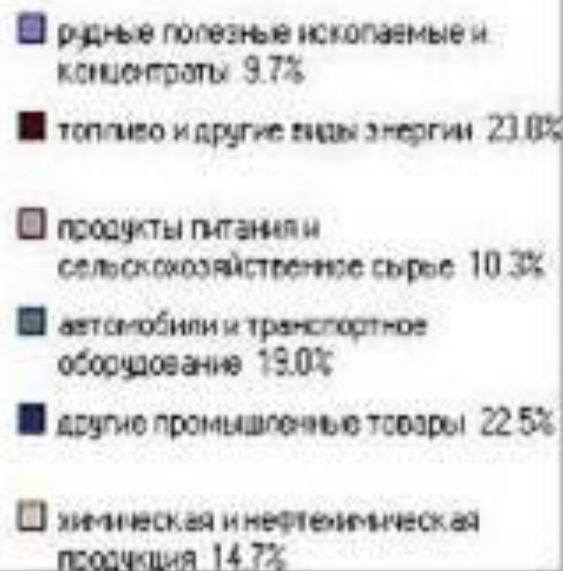 рудные полезные ископаемые и
концентраты 9.7%
топливо и другие виды энергии 23.8%
продукты питания и
сельскохозяйственное сырье 10.3%
автомобили и транспортное
оборудование 19.0%
другие промышленные товары 22.5%
химическая и нефтехимическая
продукция 14.7%